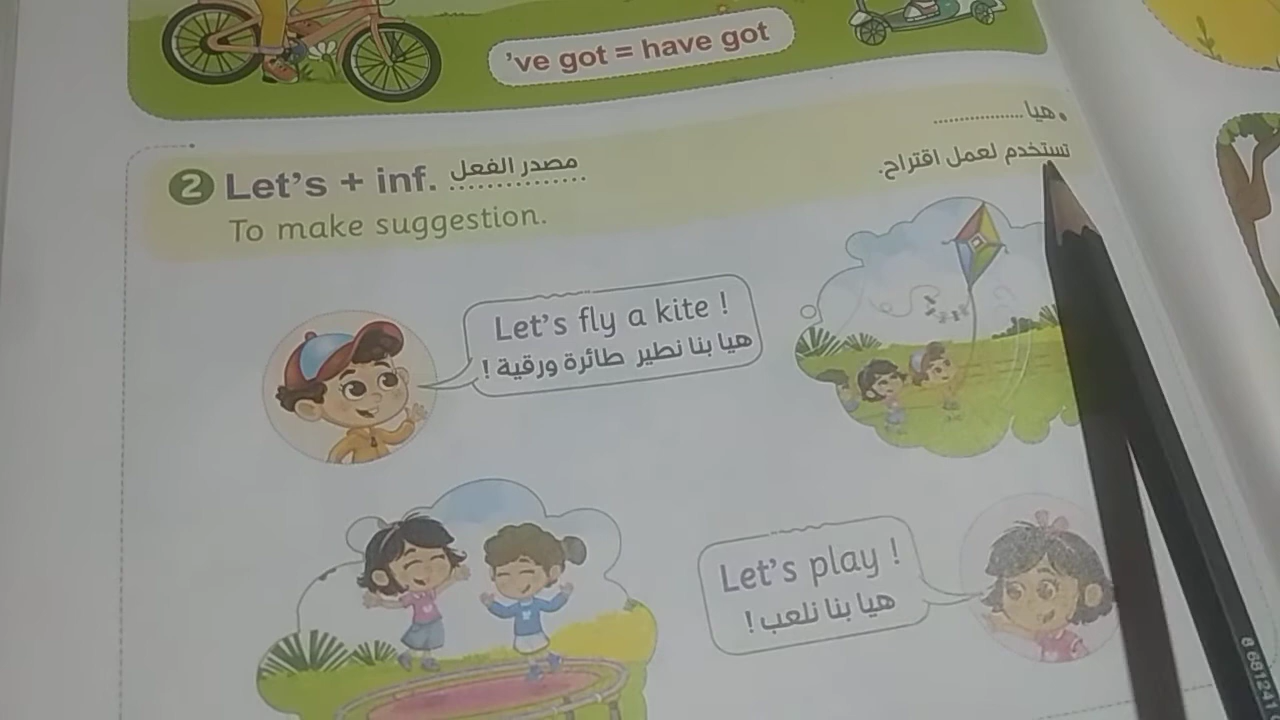 've got = have got
هيا ..................
2 Let's + inf. مصدر الفعل
تستخدم لعمل اقتراح.
To make suggestion.
Let's fly a kite !
هيا بنا نطير طائرة ورقية !
Let's play !
هيا بنا نلعب !